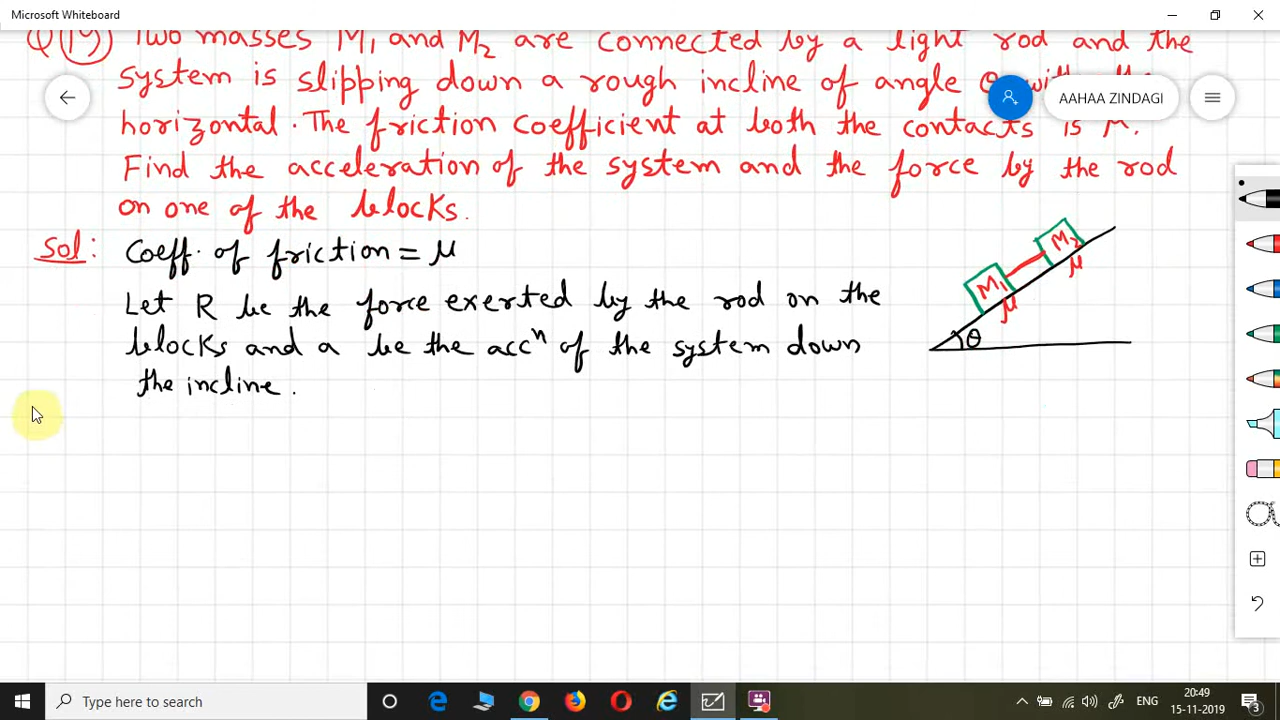 Microsoft Whiteboard
Q(19) Two masses M1 and M2 are connected by a light rod and the
system is slipping down a rough incline of angle θ with the
AAHAA ZINDAGI
horizontal. The friction coefficient at both the contacts is μ.
Find the acceleration of the system and the force by the rod
on one of the blocks.
Sol: Coeff. of friction = μ
Let R be the force exerted by the rod on the
blocks and a be the accⁿ of the system down
the incline.
M2
μ
M1
μ
θ
Type here to search
ENG
20:49
15-11-2019
3